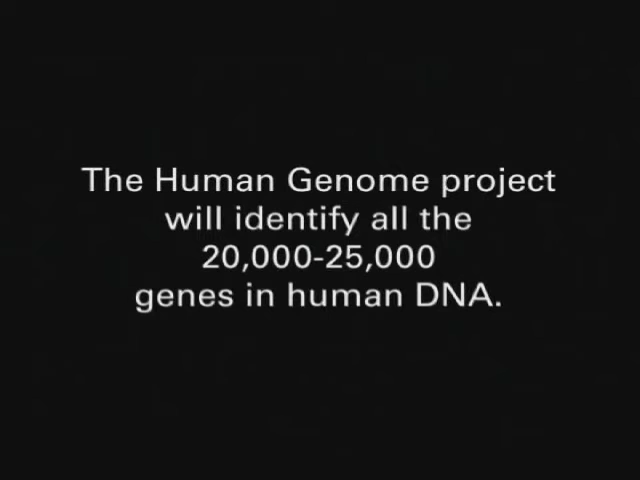 The Human Genome project
will identify all the
20,000-25,000
genes in human DNA.